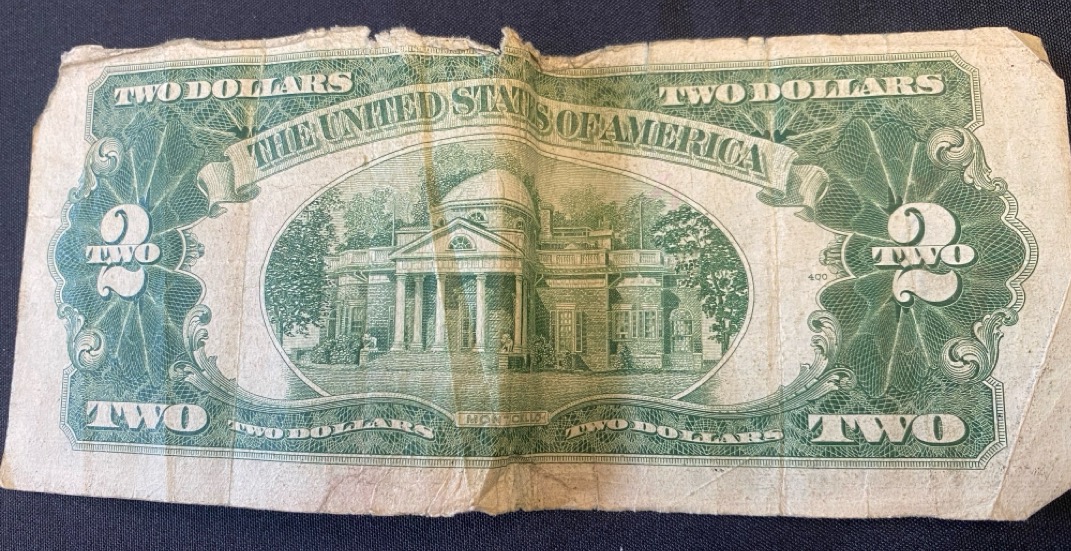 TWO DOLLARS
TWO DOLLARS
THE UNITED STATES OF AMERICA
2
TWO
2
TWO
400
MONTICELLO
TWO
TWO DOLLARS
TWO DOLLARS
TWO